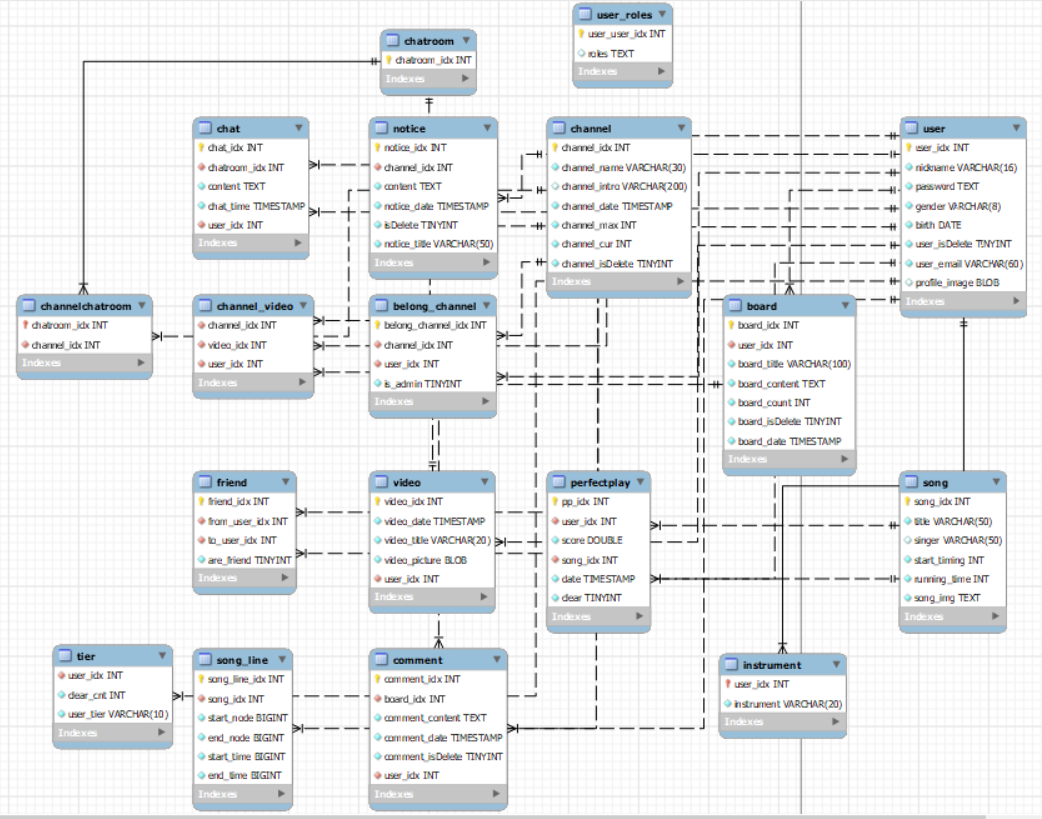 user_roles
user_user_idx INT
roles TEXT
Indexes
chatroom
chatroom_idx INT
Indexes
chat
chat_idx INT
chatroom_idx INT
content TEXT
chat_time TIMESTAMP
user_idx INT
Indexes
notice
notice_idx INT
channel_idx INT
content TEXT
notice_date TIMESTAMP
isDelete TINYINT
notice_title VARCHAR(50)
Indexes
channel
channel_idx INT
channel_name VARCHAR(30)
channel_intro VARCHAR(200)
channel_date TIMESTAMP
channel_max INT
channel_cur INT
channel_isDelete TINYINT
Indexes
user
user_idx INT
nickname VARCHAR(16)
password TEXT
gender VARCHAR(8)
birth DATE
user_isDelete TINYINT
user_email VARCHAR(60)
profile_image BLOB
Indexes
channelchatroom
chatroom_idx INT
channel_idx INT
Indexes
channel_video
channel_idx INT
video_idx INT
user_idx INT
Indexes
belong_channel
belong_channel_idx INT
channel_idx INT
user_idx INT
is_admin TINYINT
Indexes
board
board_idx INT
user_idx INT
board_title VARCHAR(100)
board_content TEXT
board_count INT
board_isDelete TINYINT
board_date TIMESTAMP
Indexes
friend
friend_idx INT
from_user_idx INT
to_user_idx INT
are_friend TINYINT
Indexes
video
video_idx INT
video_date TIMESTAMP
video_title VARCHAR(20)
video_picture BLOB
user_idx INT
Indexes
perfectplay
pp_idx INT
user_idx INT
score DOUBLE
song_idx INT
date TIMESTAMP
clear TINYINT
Indexes
song
song_idx INT
title VARCHAR(50)
singer VARCHAR(50)
start_timing INT
running_time INT
song_img TEXT
Indexes
tier
user_idx INT
clear_cnt INT
user_tier VARCHAR(10)
Indexes
song_line
song_line_idx INT
song_idx INT
start_node BIGINT
end_node BIGINT
start_time BIGINT
end_time BIGINT
Indexes
comment
comment_idx INT
board_idx INT
comment_content TEXT
comment_date TIMESTAMP
comment_isDelete TINYINT
user_idx INT
Indexes
instrument
user_idx INT
instrument VARCHAR(20)
Indexes